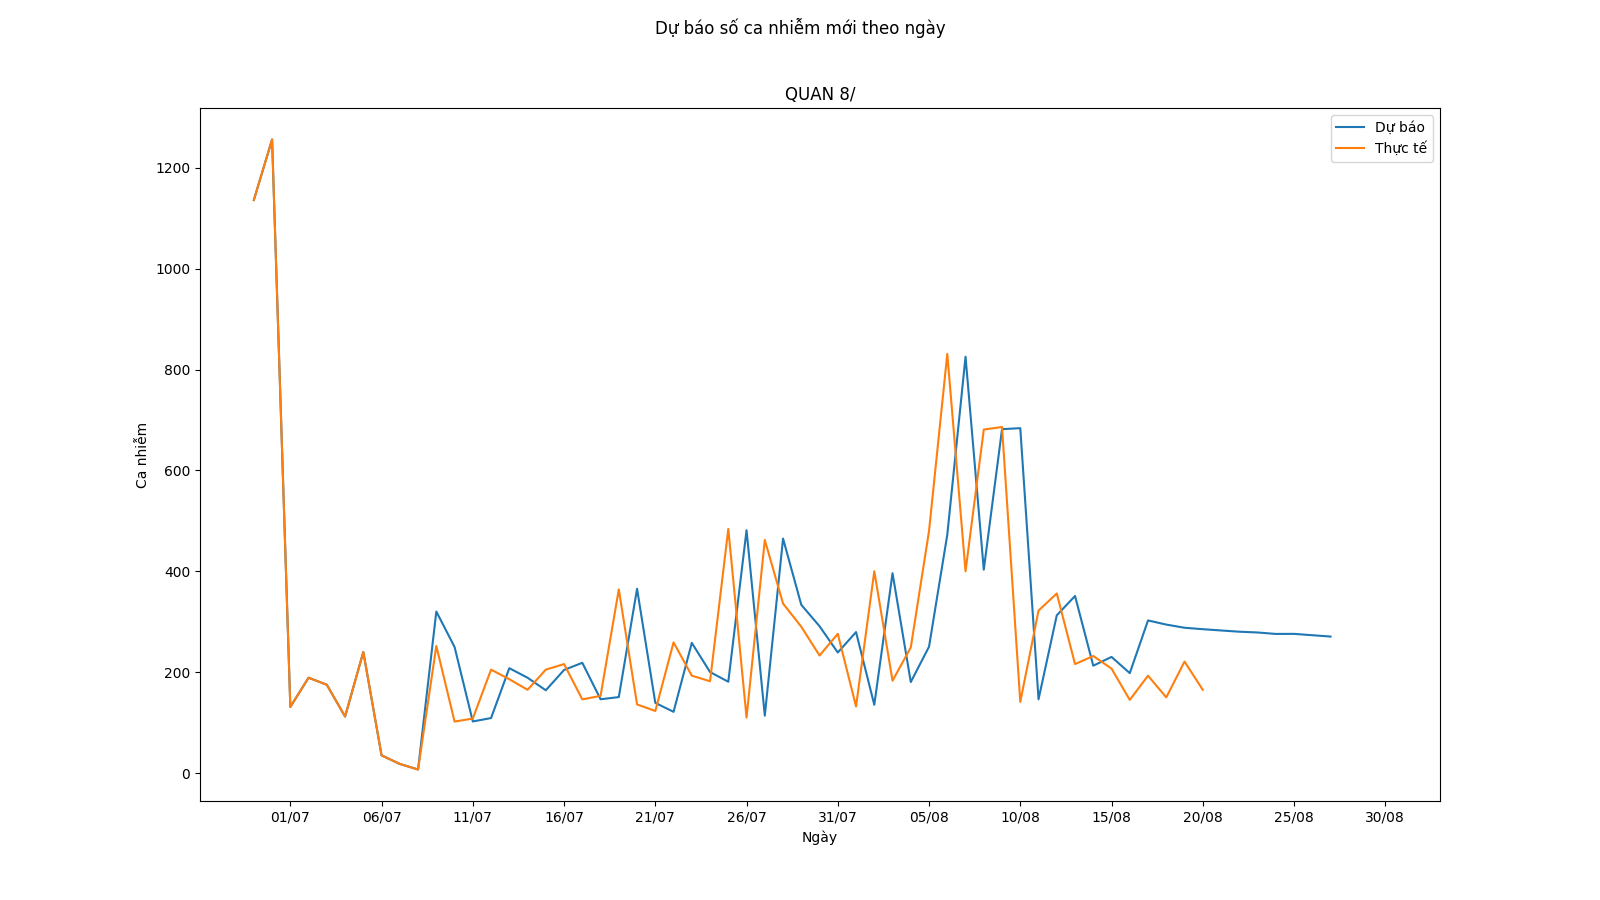 Dự báo số ca nhiễm mới theo ngày
QUAN 8/
Dự báo
Thực tế
1200
1000
800
600
400
200
0
Ca nhiễm
01/07 06/07 11/07 16/07 21/07 26/07 31/07 05/08 10/08 15/08 20/08 25/08 30/08
Ngày